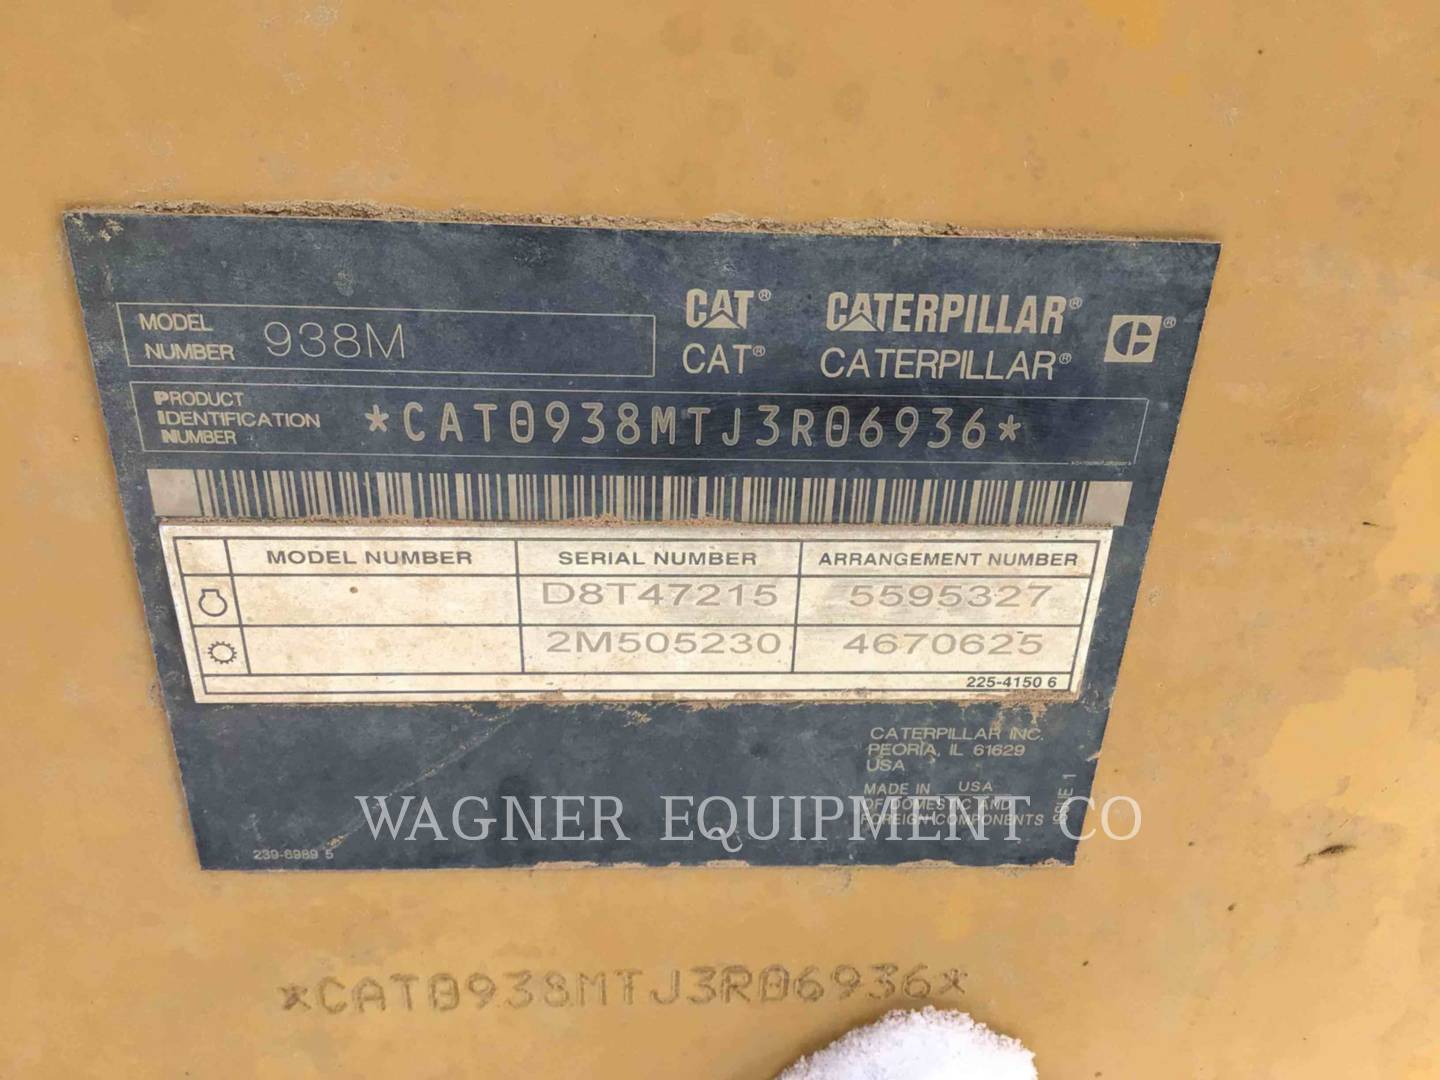 MODEL NUMBER 938M
CAT® CATERPILLAR®
CAT® CATERPILLAR®
PRODUCT IDENTIFICATION NUMBER *CAT0938MTJ3R06936*
MODEL NUMBER SERIAL NUMBER ARRANGEMENT NUMBER
D8T47215 5595327
2M505230 4670625
225-4150 6
CATERPILLAR INC.
PEORIA, IL 61629
USA
MADE IN USA
OF DOMESTIC AND
FOREIGN COMPONENTS
ISSUE 1
WAGNER EQUIPMENT CO
239-6989 5
*CAT0938MTJ3R06936*